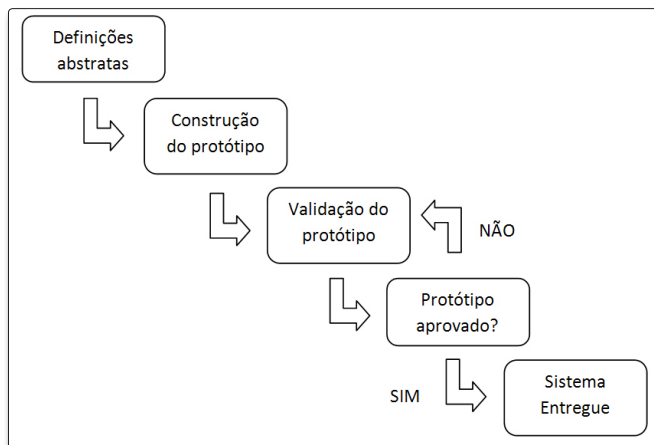 Definições
abstratas
Construção
do protótipo
Validação do
protótipo
NÃO
Protótipo
aprovado?
SIM
Sistema
Entregue